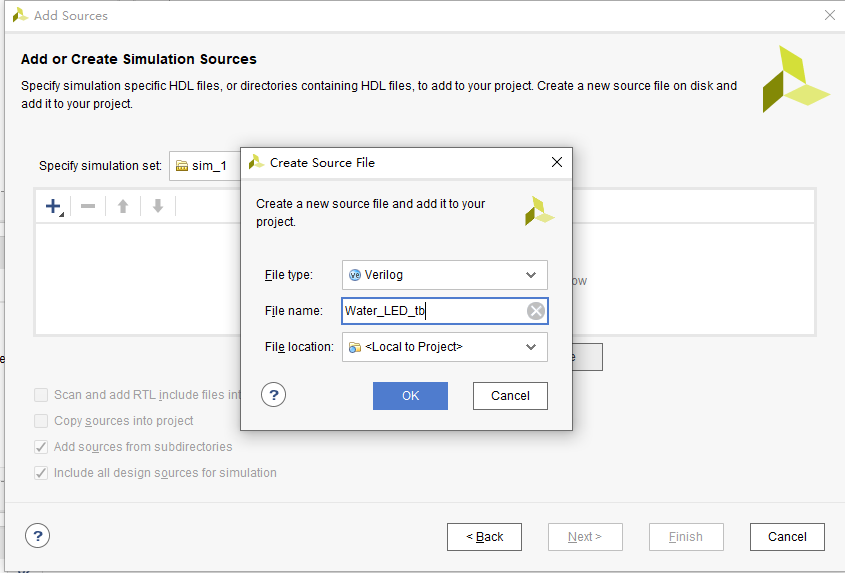 Add Sources
Add or Create Simulation Sources
Specify simulation specific HDL files, or directories containing HDL files, to add to your project. Create a new source file on disk and
add it to your project.
Specify simulation set:
sim_1
Create Source File
Create a new source file and add it to your
project.
File type:
Verilog
File name:
Water_LED_tb
File location:
<Local to Project>
?
OK
Cancel
Scan and add RTL include files int
Copy sources into project
Add sources from subdirectories
Include all design sources for simulation
?
< Back
Next >
Finish
Cancel